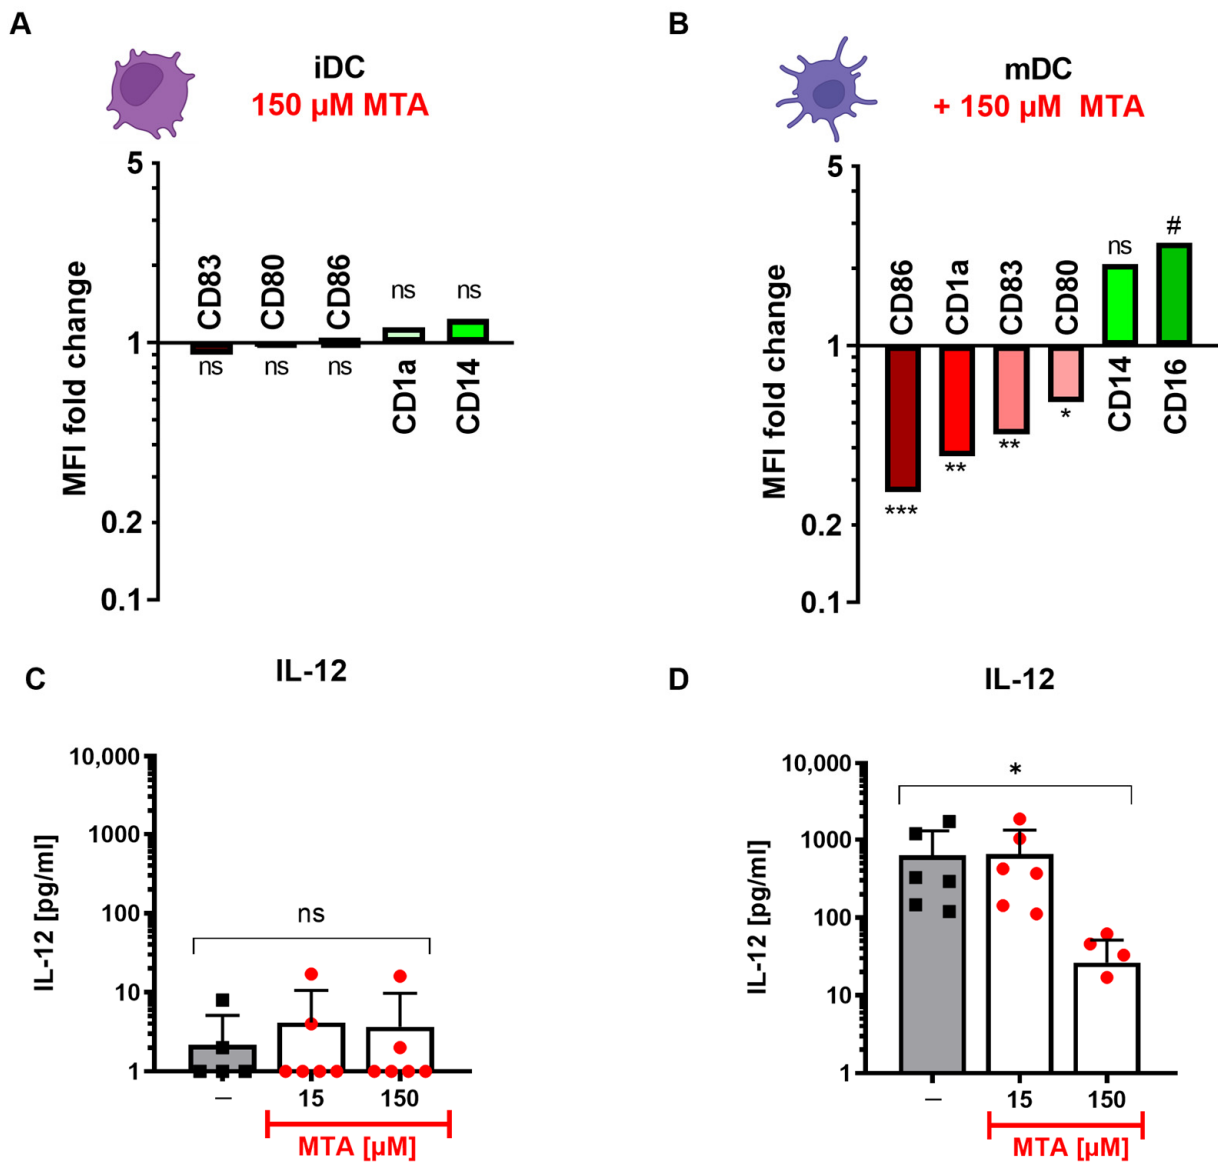 A
iDC
150 µM MTA
MFI fold change
5
1
0.2
0.1
CD83
CD80
CD86
ns
ns
ns
ns
ns
CD1a
CD14
B
mDC
+ 150 µM MTA
MFI fold change
5
1
0.2
0.1
CD86
CD1a
CD83
CD80
ns
#
***
**
**
*
CD14
CD16
C
IL-12
IL-12 [pg/ml]
10,000
1000
100
10
1
ns
–
15
150
MTA [µM]
D
IL-12
IL-12 [pg/ml]
10,000
1000
100
10
1
*
–
15
150
MTA [µM]